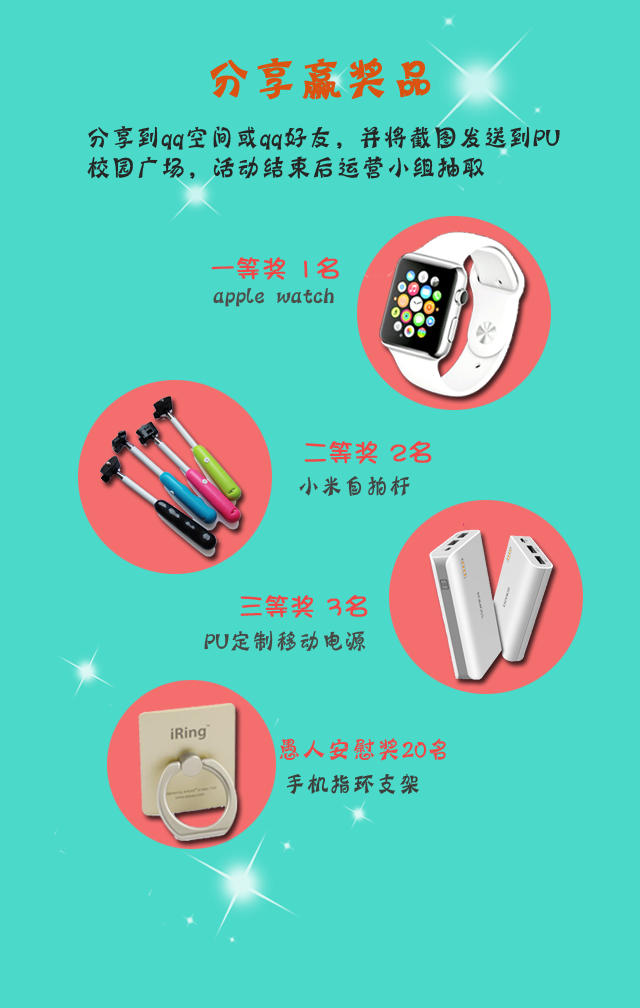 分享赢奖品
分享到qq空间或qq好友，并将截图发送到PU
校园广场，活动结束后运营小组抽取
一等奖 1名
apple watch
二等奖 2名
小米自拍杆
三等奖 3名
PU定制移动电源
iRing™
愚人安慰奖20名
手机指环支架